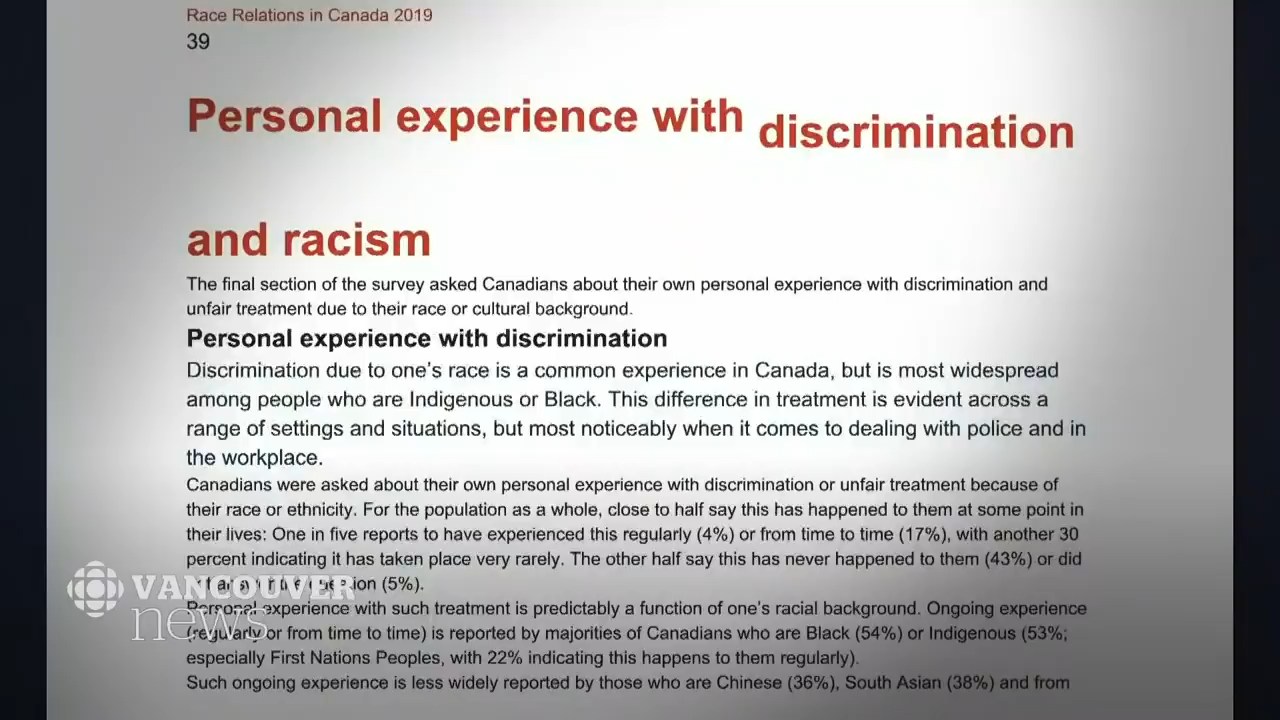 Race Relations in Canada 2019
39
Personal experience with discrimination
and racism
The final section of the survey asked Canadians about their own personal experience with discrimination and
unfair treatment due to their race or cultural background.
Personal experience with discrimination
Discrimination due to one's race is a common experience in Canada, but is most widespread
among people who are Indigenous or Black. This difference in treatment is evident across a
range of settings and situations, but most noticeably when it comes to dealing with police and in
the workplace.
Canadians were asked about their own personal experience with discrimination or unfair treatment because of
their race or ethnicity. For the population as a whole, close to half say this has happened to them at some point in
their lives: One in five reports to have experienced this regularly (4%) or from time to time (17%), with another 30
percent indicating it has taken place very rarely. The other half say this has never happened to them (43%) or did
(5%).
VANCOUVER
Personal experience with such treatment is predictably a function of one's racial background. Ongoing experience
news
(regularly or from time to time) is reported by majorities of Canadians who are Black (54%) or Indigenous (53%;
especially First Nations Peoples, with 22% indicating this happens to them regularly).
Such ongoing experience is less widely reported by those who are Chinese (36%), South Asian (38%) and from